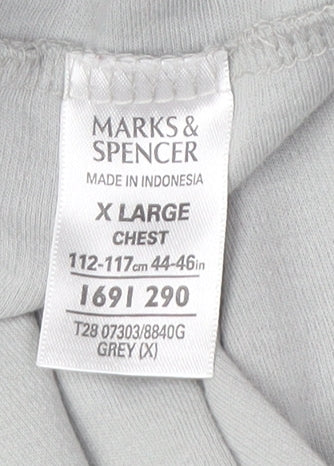 MARKS &
SPENCER
MADE IN INDONESIA
X LARGE
CHEST
112-117cm 44-46in
1691 290
T28 07303/8840G
GREY (X)